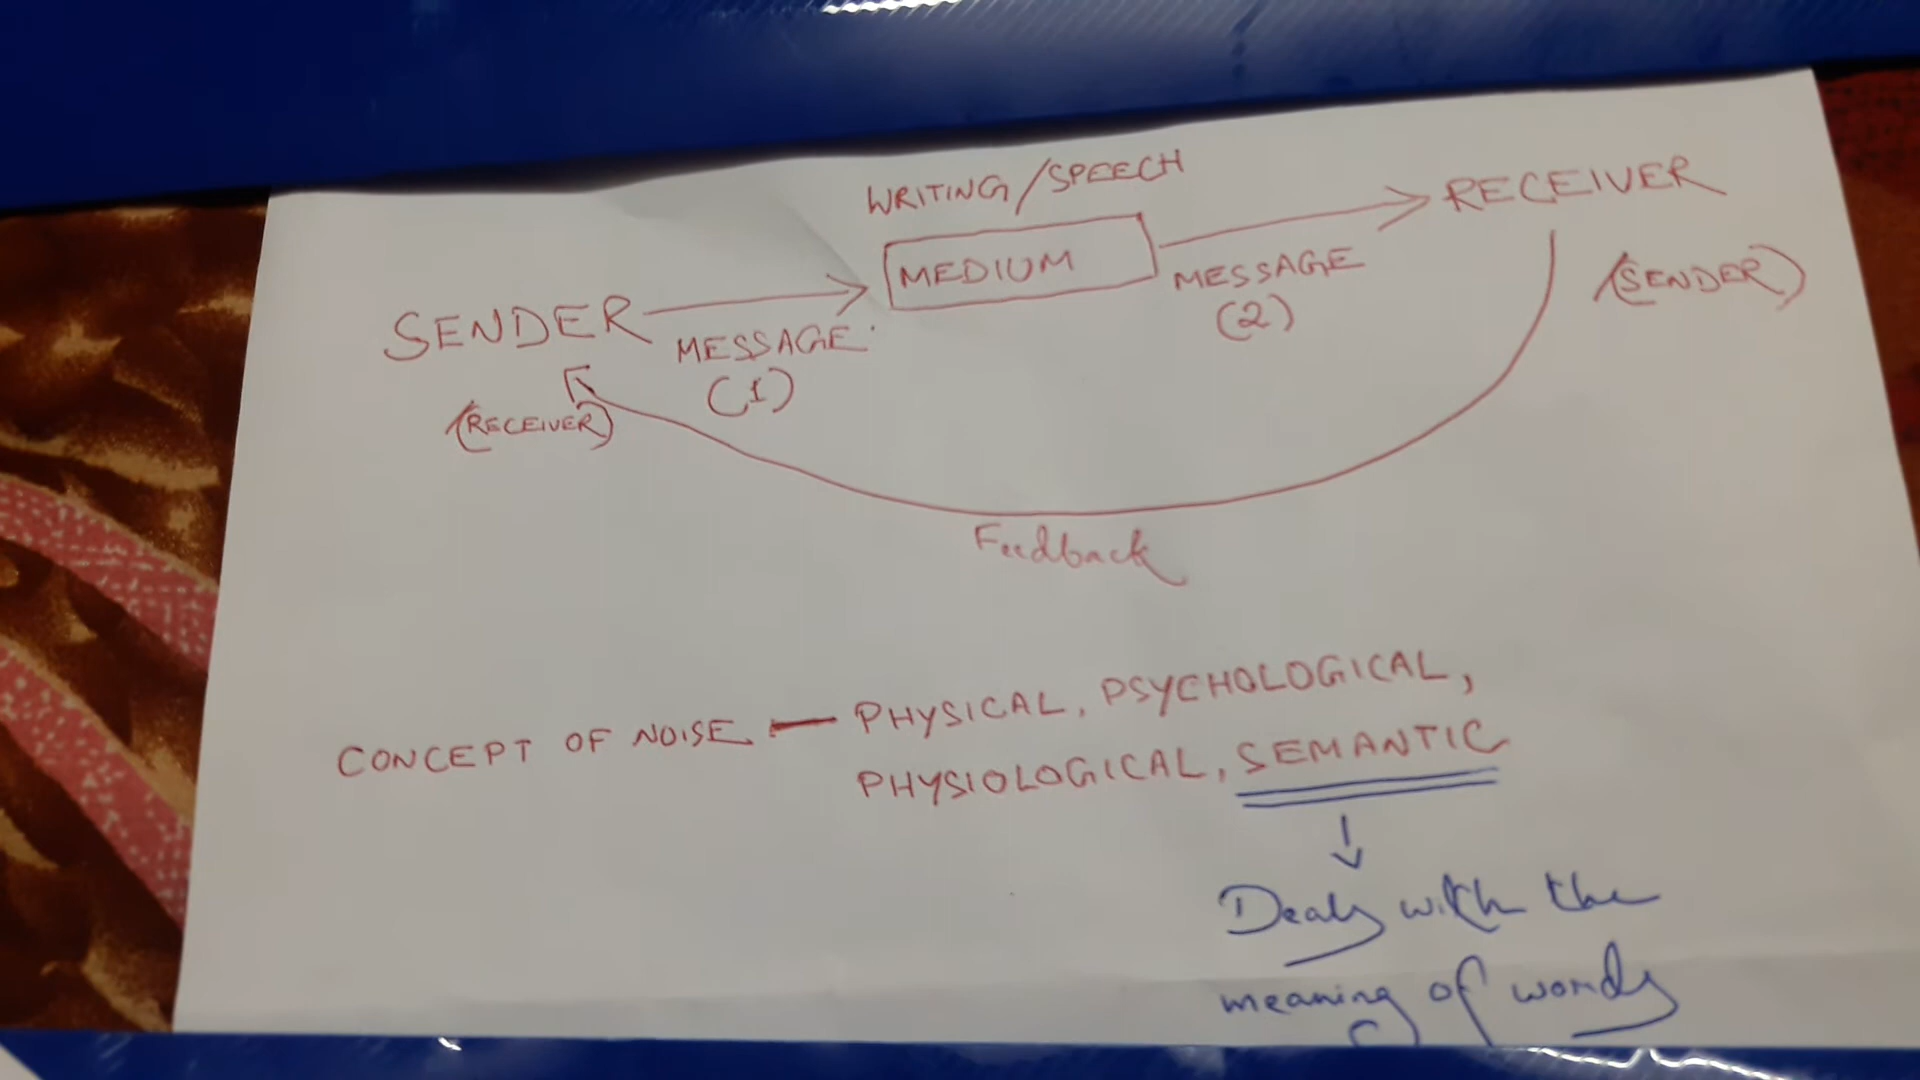 WRITING/SPEECH
RECEIVER
MEDIUM
(SENDER)
MESSAGE
(2)
SENDER
MESSAGE
(1)
(RECEIVER)
Feedback
CONCEPT OF NOISE — PHYSICAL, PSYCHOLOGICAL,
PHYSIOLOGICAL, SEMANTIC
↓
Deals with the
meaning of words